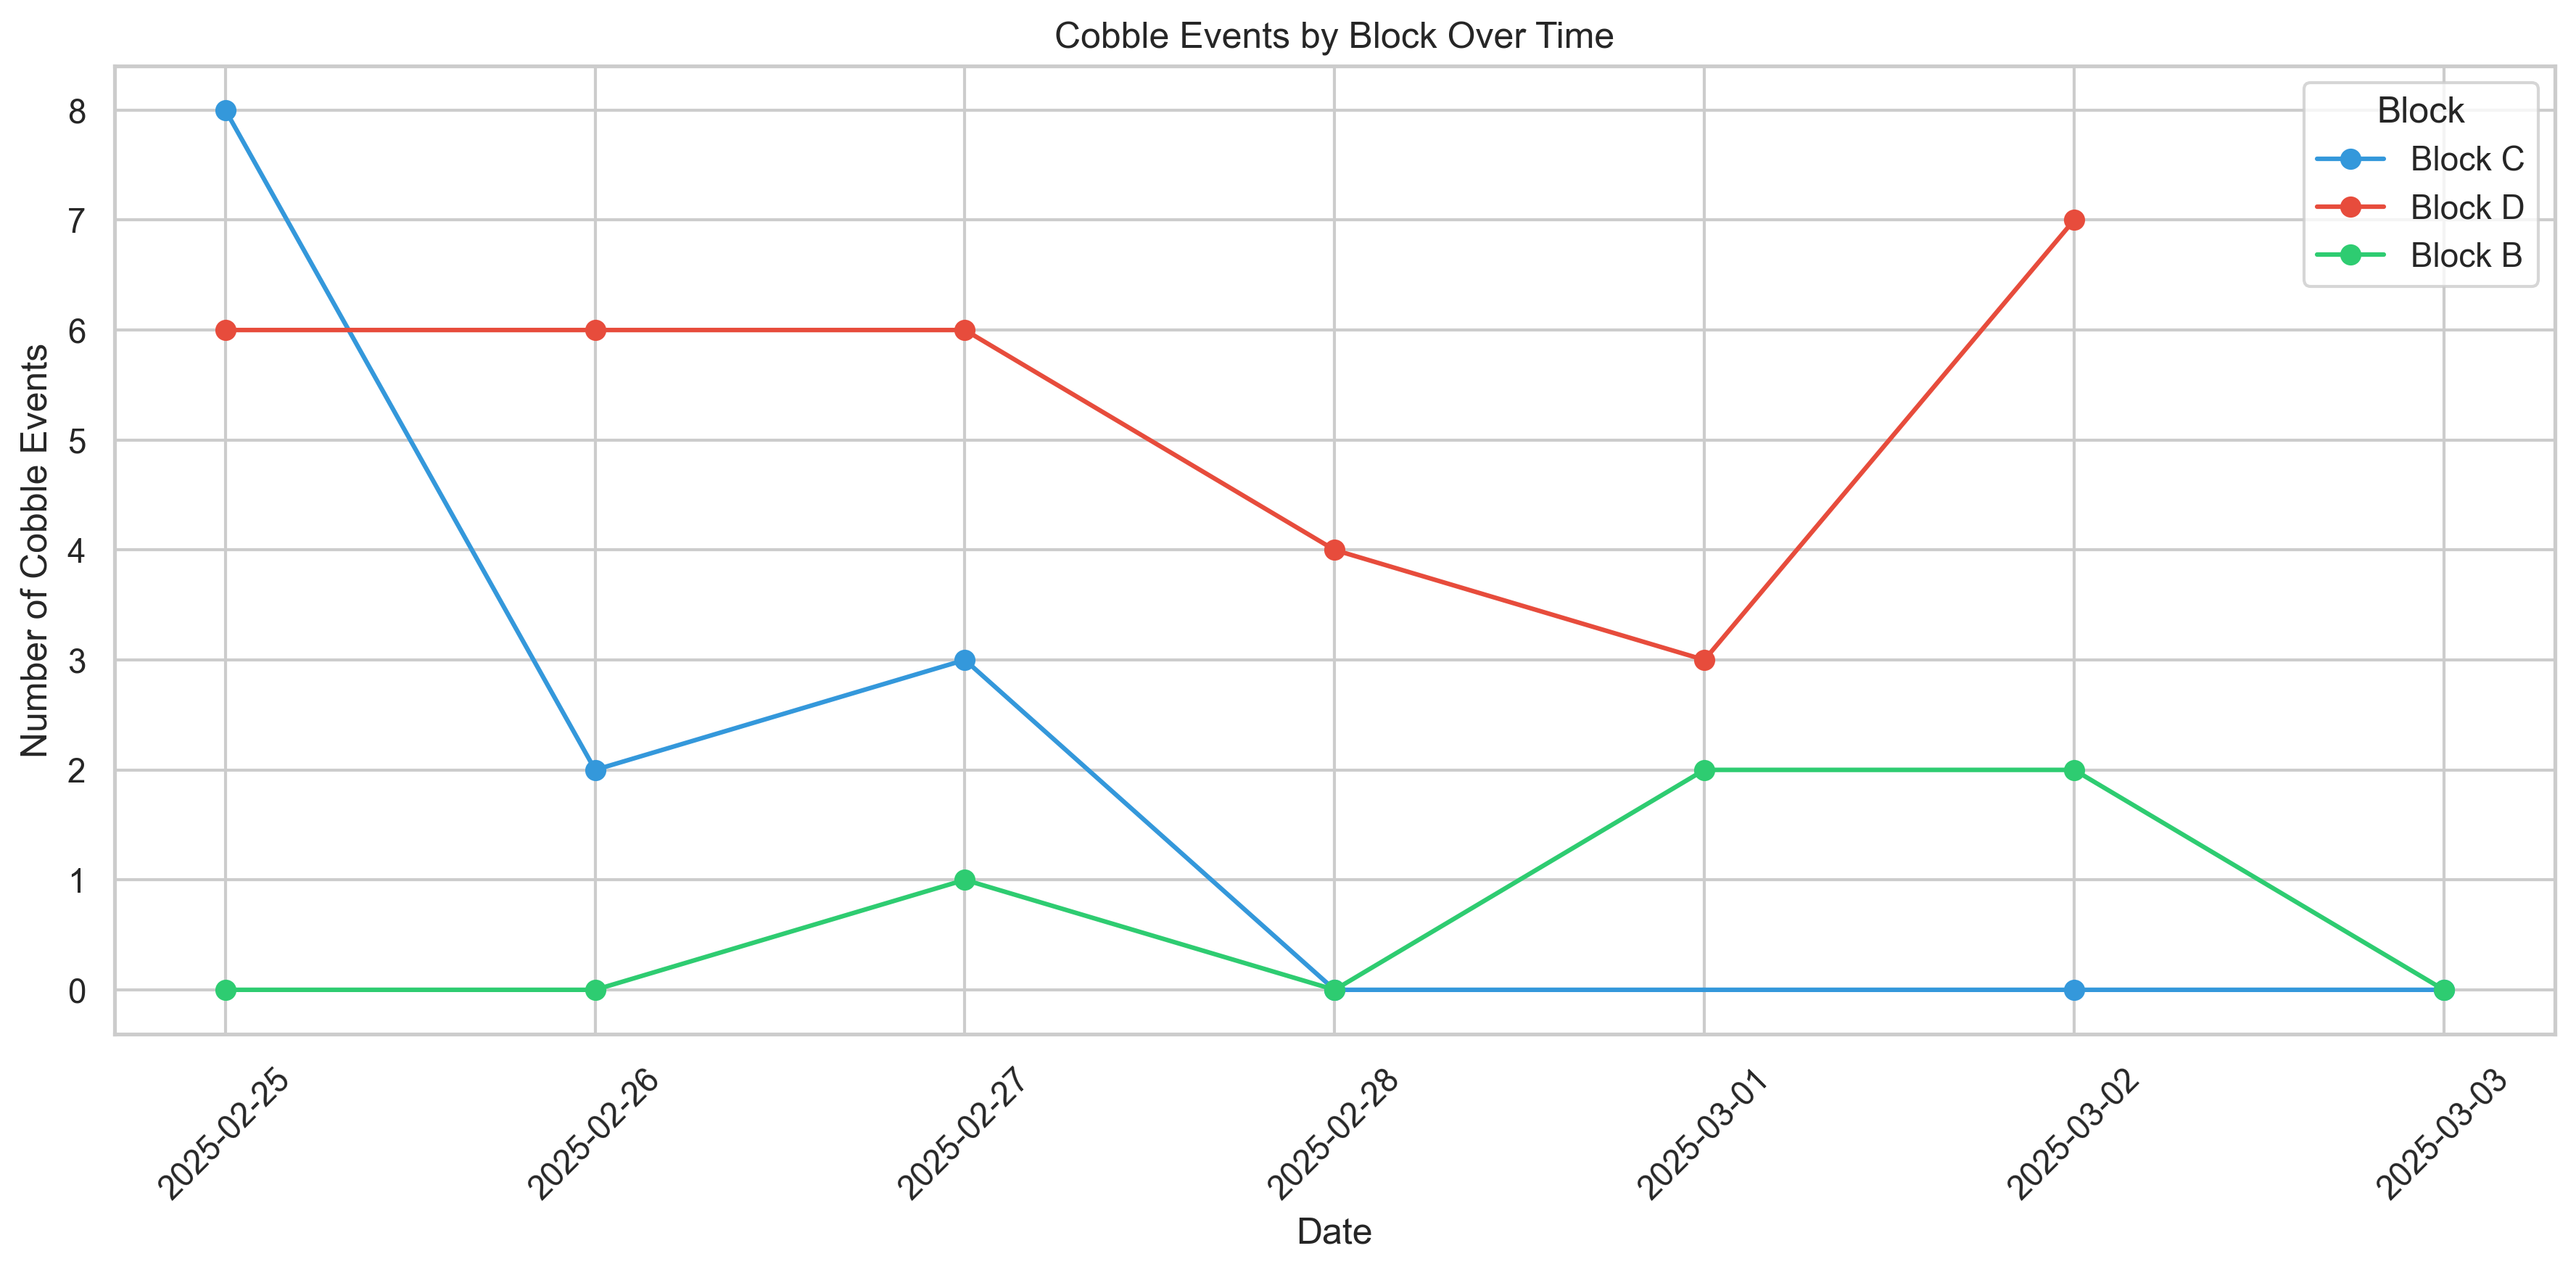 Cobble Events by Block Over Time
Block
Block C
Block D
Block B
Number of Cobble Events
8
7
6
5
4
3
2
1
0
2025-02-25
2025-02-26
2025-02-27
2025-02-28
2025-03-01
2025-03-02
2025-03-03
Date